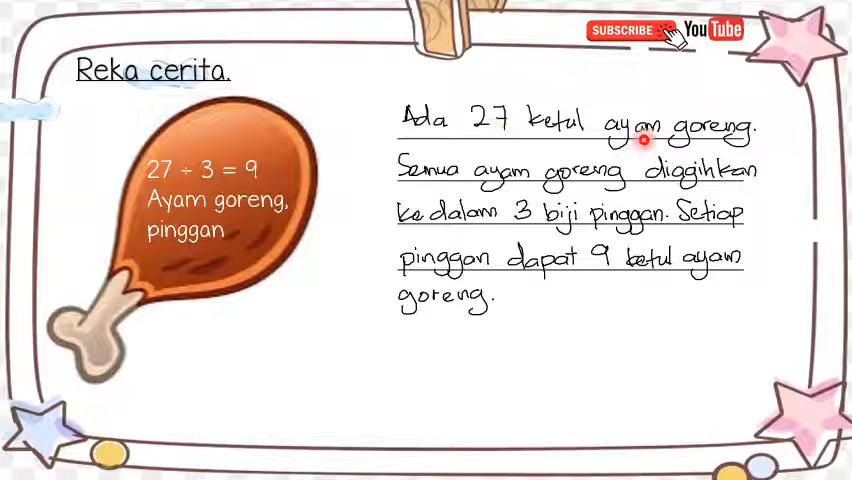 SUBSCRIBE YouTube
Reka cerita.
27 ÷ 3 = 9
Ayam goreng,
pinggan
Ada 27 ketul ayam goreng.
Semua ayam goreng diagihkan
ke dalam 3 biji pinggan. Setiap
pinggan dapat 9 ketul ayam
goreng.